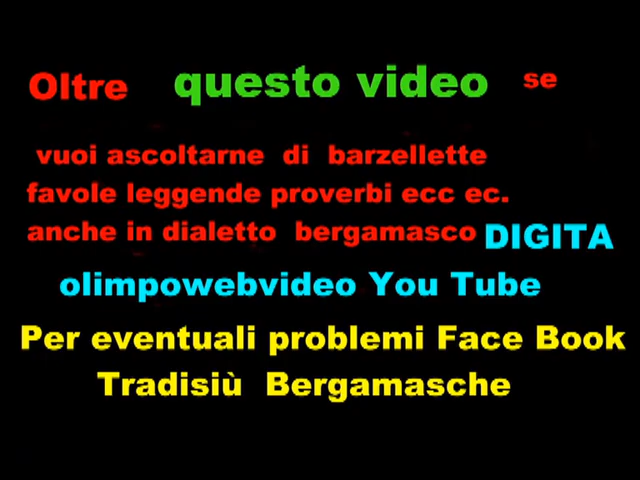 Oltre questo video se
vuoi ascoltarne di barzellette
favole leggende proverbi ecc ec.
anche in dialetto bergamasco DIGITA
olimpowebvideo You Tube
Per eventuali problemi Face Book
Tradisiù Bergamasche